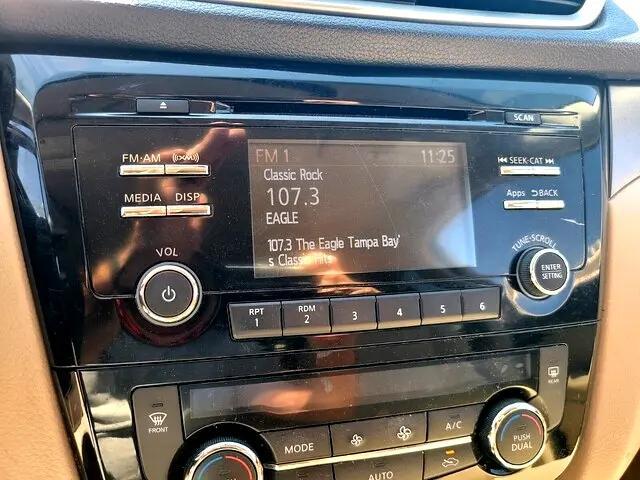 SCAN
FM·AM
((XM))
FM 1 11:25
SEEK·CAT
Classic Rock
107.3
EAGLE
107.3 The Eagle Tampa Bay'
s Classic Hits
MEDIA DISP
Apps BACK
VOL
TUNE·SCROLL
ENTER
SETTING
RPT
1
RDM
2
3
4
5
6
FRONT
MODE
A/C
REAR
AUTO
PUSH
DUAL